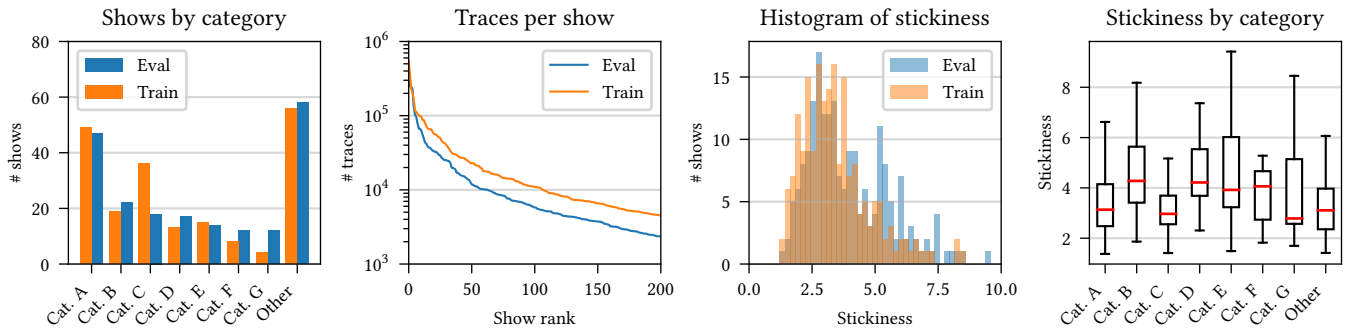 Shows by category
# shows
80
60
40
20
0
Eval
Train
Cat. A
Cat. B
Cat. C
Cat. D
Cat. E
Cat. F
Cat. G
Other
Traces per show
# traces
10^6
10^5
10^4
10^3
Eval
Train
0
50
100
150
200
Show rank
Histogram of stickiness
# shows
15
10
5
0
Eval
Train
0.0
2.5
5.0
7.5
10.0
Stickiness
Stickiness by category
Stickiness
8
6
4
2
Cat. A
Cat. B
Cat. C
Cat. D
Cat. E
Cat. F
Cat. G
Other